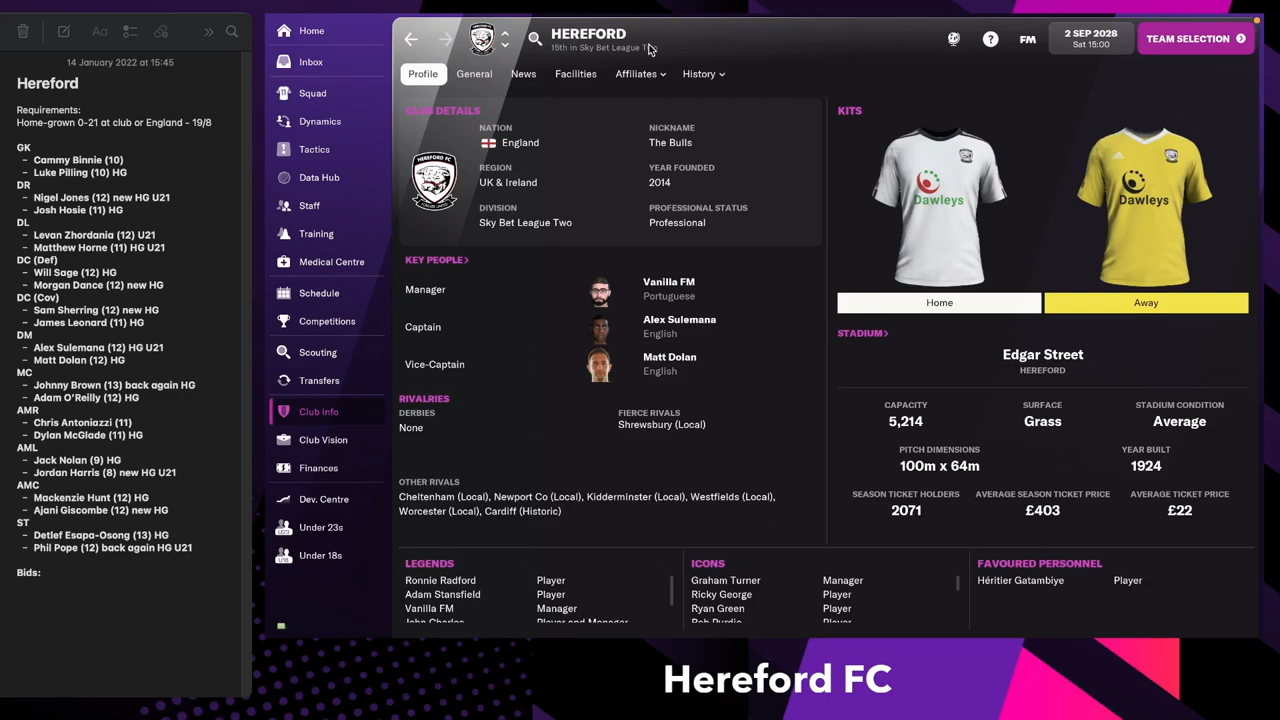 14 January 2022 at 15:45
Hereford
Requirements:
Home-grown 0-21 at club or England - 19/8
GK
– Cammy Binnie (10)
– Luke Pilling (10) HG
DR
– Nigel Jones (12) new HG U21
– Josh Hosie (11) HG
DL
– Levan Zhordania (12) U21
– Matthew Horne (11) HG U21
DC (Def)
– Will Sage (12) HG
– Morgan Dance (12) new HG
DC (Cov)
– Sam Sherring (12) new HG
– James Leonard (11) HG
DM
– Alex Sulemana (12) HG U21
– Matt Dolan (12) HG
MC
– Johnny Brown (13) back again HG
– Adam O'Reilly (12) HG
AMR
– Chris Antoniazzi (11)
– Dylan McGlade (11) HG
AML
– Jack Nolan (9) HG
– Jordan Harris (8) new HG U21
AMC
– Mackenzie Hunt (12) HG
– Ajani Giscombe (12) new HG
ST
– Detlef Esapa-Osong (13) HG
– Phil Pope (12) back again HG U21
Bids:
Home
Inbox
Squad
Dynamics
Tactics
Data Hub
Staff
Training
Medical Centre
Schedule
Competitions
Scouting
Transfers
Club Info
Club Vision
Finances
Dev. Centre
Under 23s
Under 18s
HEREFORD
15th in Sky Bet League
FM
2 SEP 2028
Sat 15:00
TEAM SELECTION
Profile General News Facilities Affiliates History
CLUB DETAILS
NATION
England
NICKNAME
The Bulls
REGION
UK & Ireland
YEAR FOUNDED
2014
DIVISION
Sky Bet League Two
PROFESSIONAL STATUS
Professional
HEREFORD FC
KEY PEOPLE>
Manager
Vanilla FM
Portuguese
Captain
Alex Sulemana
English
Vice-Captain
Matt Dolan
English
RIVALRIES
DERBIES
None
FIERCE RIVALS
Shrewsbury (Local)
OTHER RIVALS
Cheltenham (Local), Newport Co (Local), Kidderminster (Local), Westfields (Local),
Worcester (Local), Cardiff (Historic)
KITS
Dawleys
Dawleys
Home
Away
STADIUM>
Edgar Street
HEREFORD
CAPACITY
5,214
SURFACE
Grass
STADIUM CONDITION
Average
PITCH DIMENSIONS
100m x 64m
YEAR BUILT
1924
SEASON TICKET HOLDERS
2071
AVERAGE SEASON TICKET PRICE
£403
AVERAGE TICKET PRICE
£22
LEGENDS
Ronnie Radford Player
Adam Stansfield Player
Vanilla FM Manager
John Charles Player and Manager
ICONS
Graham Turner Manager
Ricky George Player
Ryan Green Player
Rob Purdie Player
FAVOURED PERSONNEL
Héritier Gatambiye Player
Hereford FC